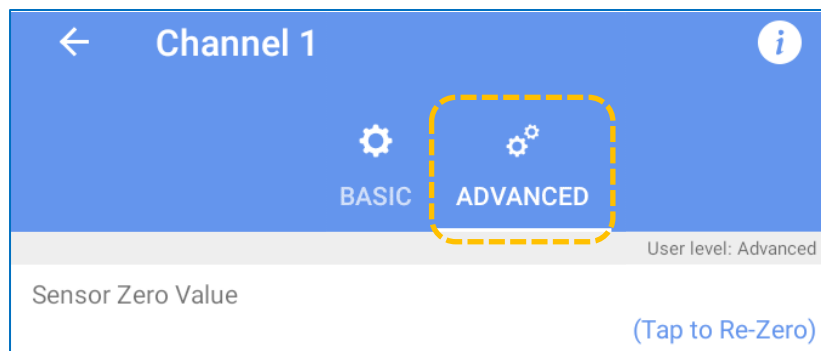 Channel 1
i
BASIC ADVANCED
User level: Advanced
Sensor Zero Value
(Tap to Re-Zero)